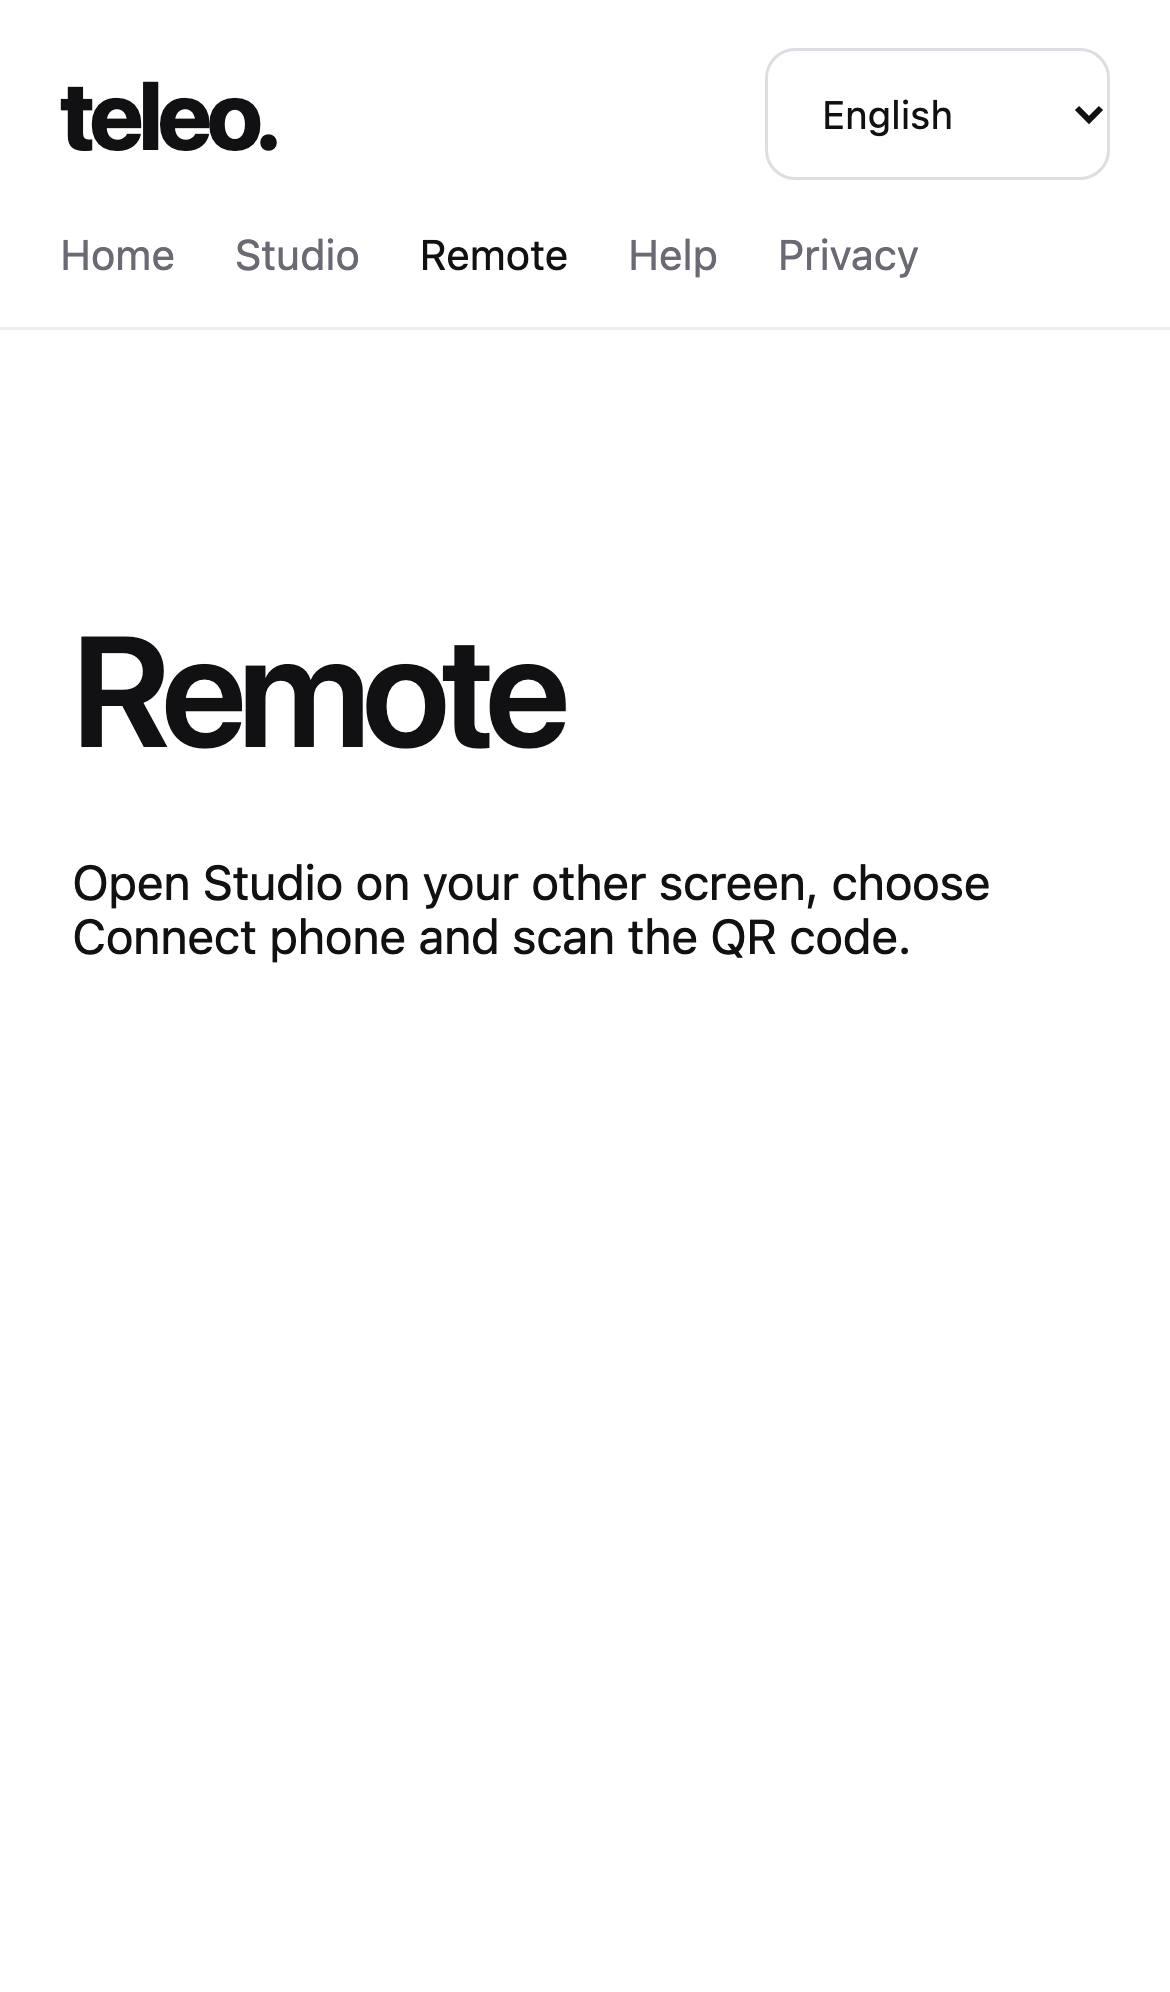 teleo.
English
Home Studio Remote Help Privacy
Remote
Open Studio on your other screen, choose
Connect phone and scan the QR code.